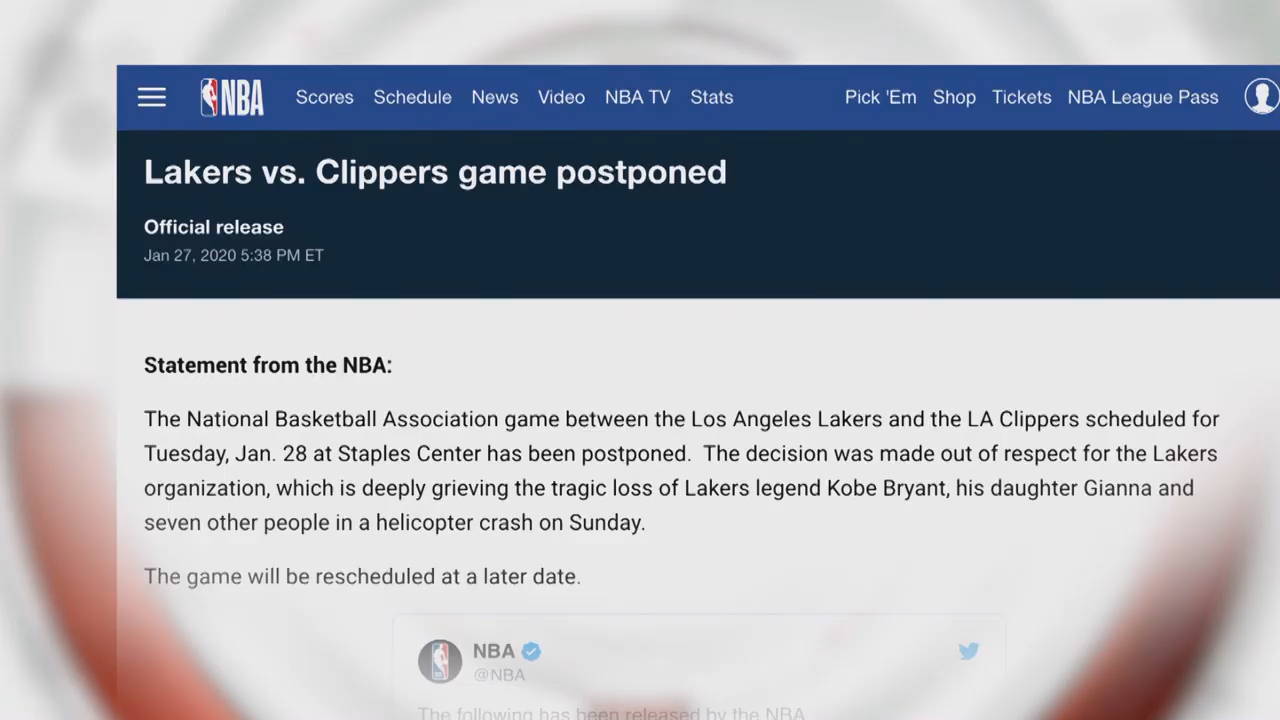 NBA Scores Schedule News Video NBA TV Stats Pick 'Em Shop Tickets NBA League Pass
Lakers vs. Clippers game postponed
Official release
Jan 27, 2020 5:38 PM ET
Statement from the NBA:
The National Basketball Association game between the Los Angeles Lakers and the LA Clippers scheduled for
Tuesday, Jan. 28 at Staples Center has been postponed.  The decision was made out of respect for the Lakers
organization, which is deeply grieving the tragic loss of Lakers legend Kobe Bryant, his daughter Gianna and
seven other people in a helicopter crash on Sunday.
The game will be rescheduled at a later date.
NBA
@NBA
The following has been released by the NBA